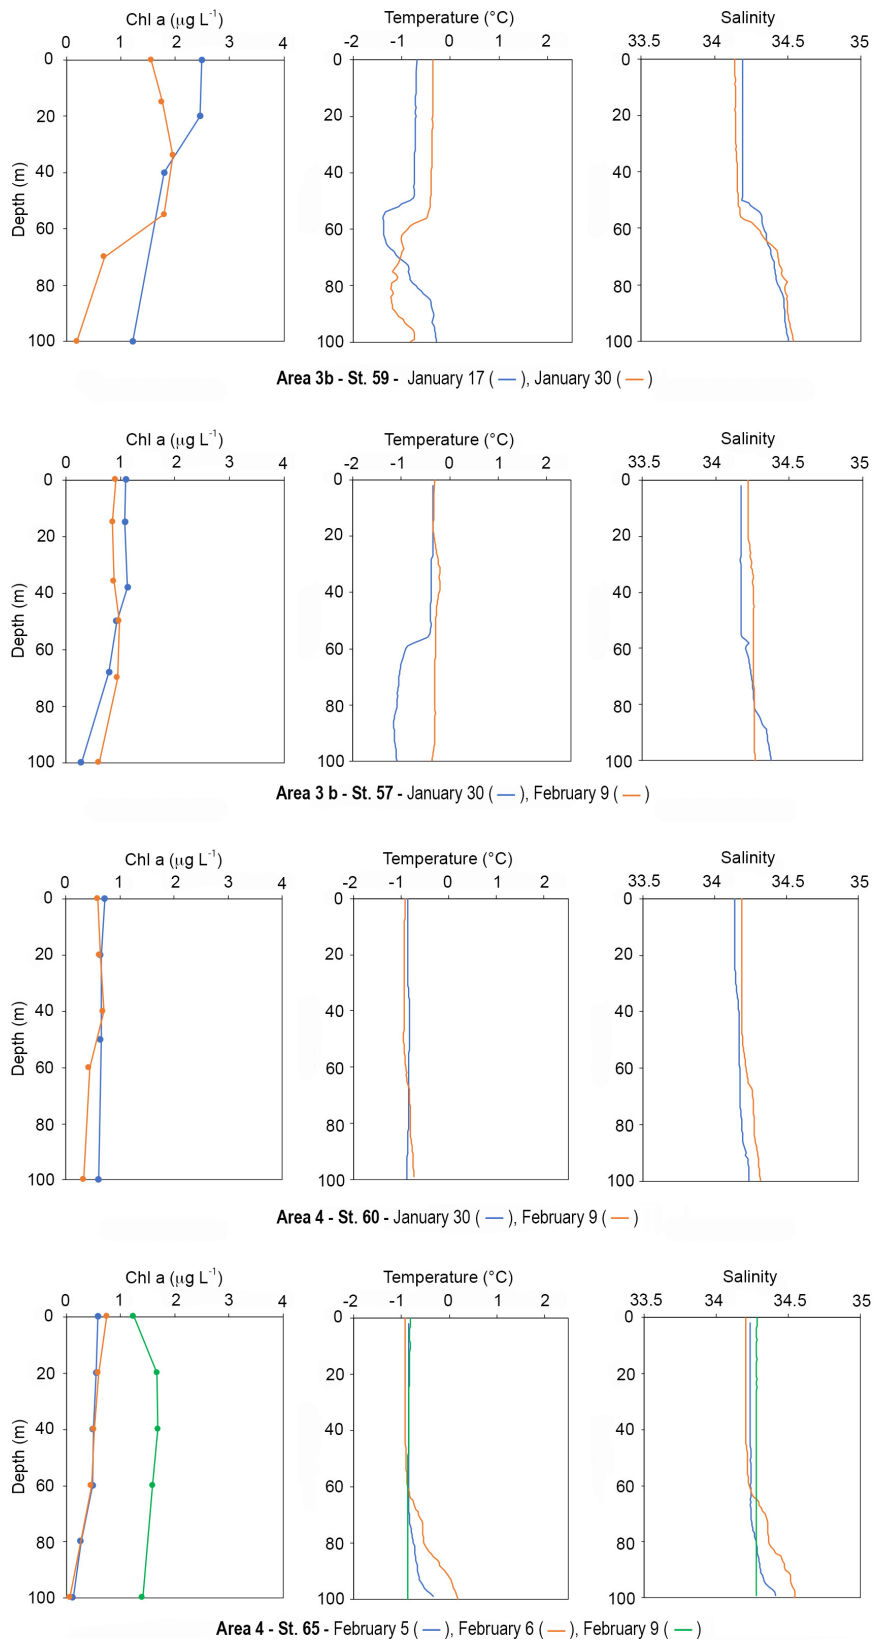 Chl a (μg L-1) Temperature (°C) Salinity
0 1 2 3 4 -2 -1 0 1 2 33.5 34 34.5 35
0 0 0
20 20 20
40 40 40
Depth (m)
60 60 60
80 80 80
100 100 100
Area 3b - St. 59 - January 17 ( — ), January 30 ( — )
Chl a (μg L-1) Temperature (°C) Salinity
0 1 2 3 4 -2 -1 0 1 2 33.5 34 34.5 35
0 0 0
20 20 20
40 40 40
Depth (m)
60 60 60
80 80 80
100 100 100
Area 3 b - St. 57 - January 30 ( — ), February 9 ( — )
Chl a (μg L-1) Temperature (°C) Salinity
0 1 2 3 4 -2 -1 0 1 2 33.5 34 34.5 35
0 0 0
20 20 20
40 40 40
Depth (m)
60 60 60
80 80 80
100 100 100
Area 4 - St. 60 - January 30 ( — ), February 9 ( — )
Chl a (μg L-1) Temperature (°C) Salinity
0 1 2 3 4 -2 -1 0 1 2 33.5 34 34.5 35
0 0 0
20 20 20
40 40 40
Depth (m)
60 60 60
80 80 80
100 100 100
Area 4 - St. 65 - February 5 ( — ), February 6 ( — ), February 9 ( — )